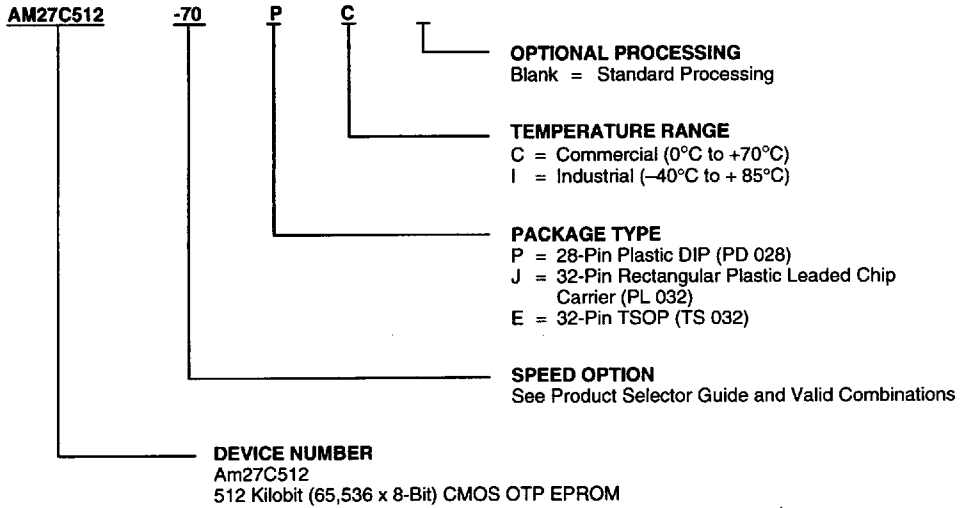 AM27C512 -70 P C
OPTIONAL PROCESSING
Blank = Standard Processing
TEMPERATURE RANGE
C = Commercial (0°C to +70°C)
I = Industrial (–40°C to + 85°C)
PACKAGE TYPE
P = 28-Pin Plastic DIP (PD 028)
J = 32-Pin Rectangular Plastic Leaded Chip
Carrier (PL 032)
E = 32-Pin TSOP (TS 032)
SPEED OPTION
See Product Selector Guide and Valid Combinations
DEVICE NUMBER
Am27C512
512 Kilobit (65,536 x 8-Bit) CMOS OTP EPROM